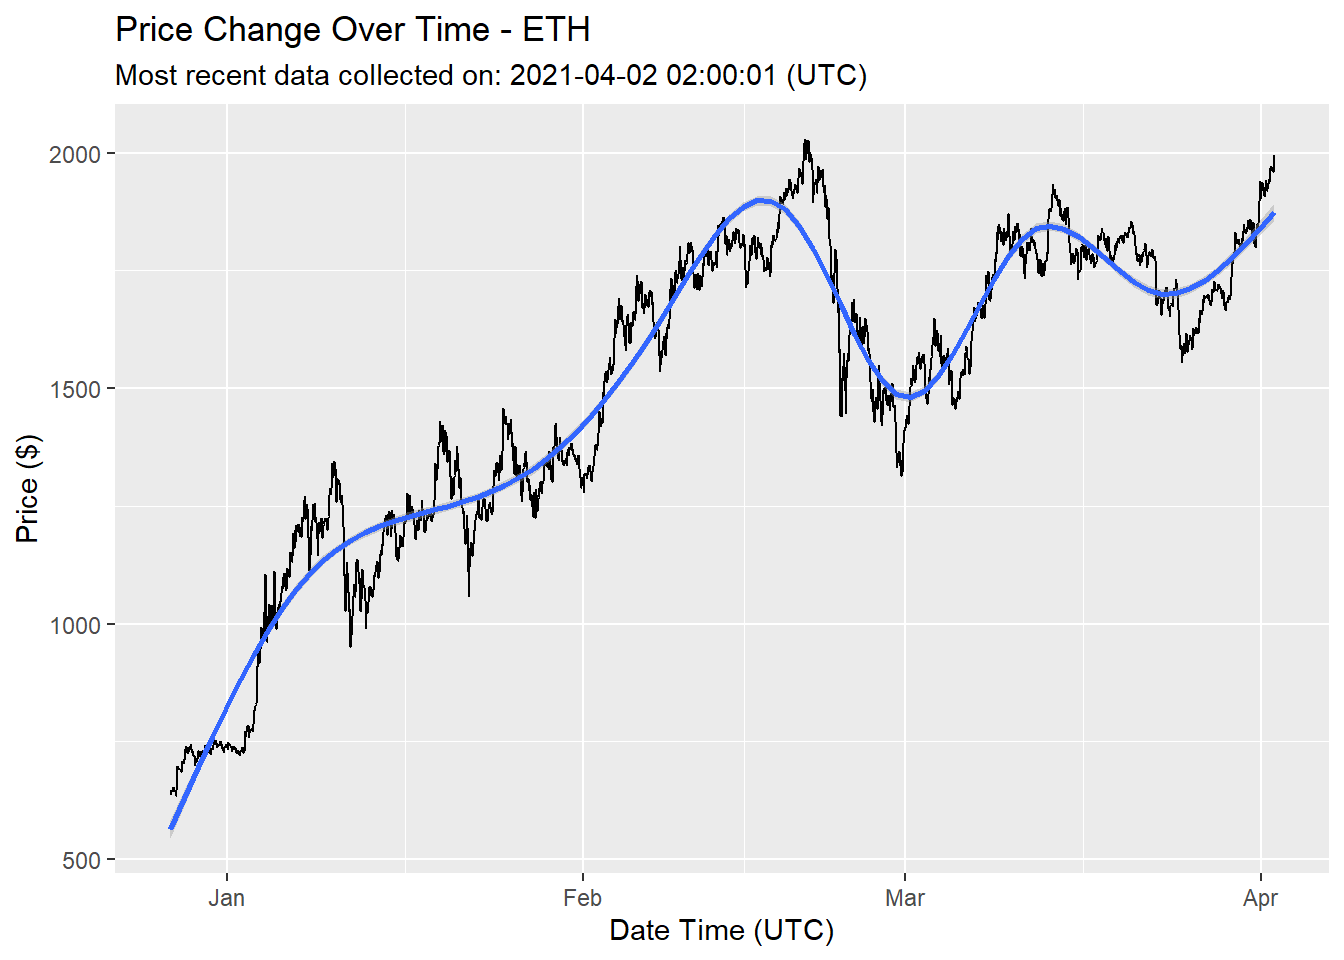 Price Change Over Time - ETH
Most recent data collected on: 2021-04-02 02:00:01 (UTC)
2000
1500
1000
500
Price ($)
Jan
Feb
Mar
Apr
Date Time (UTC)